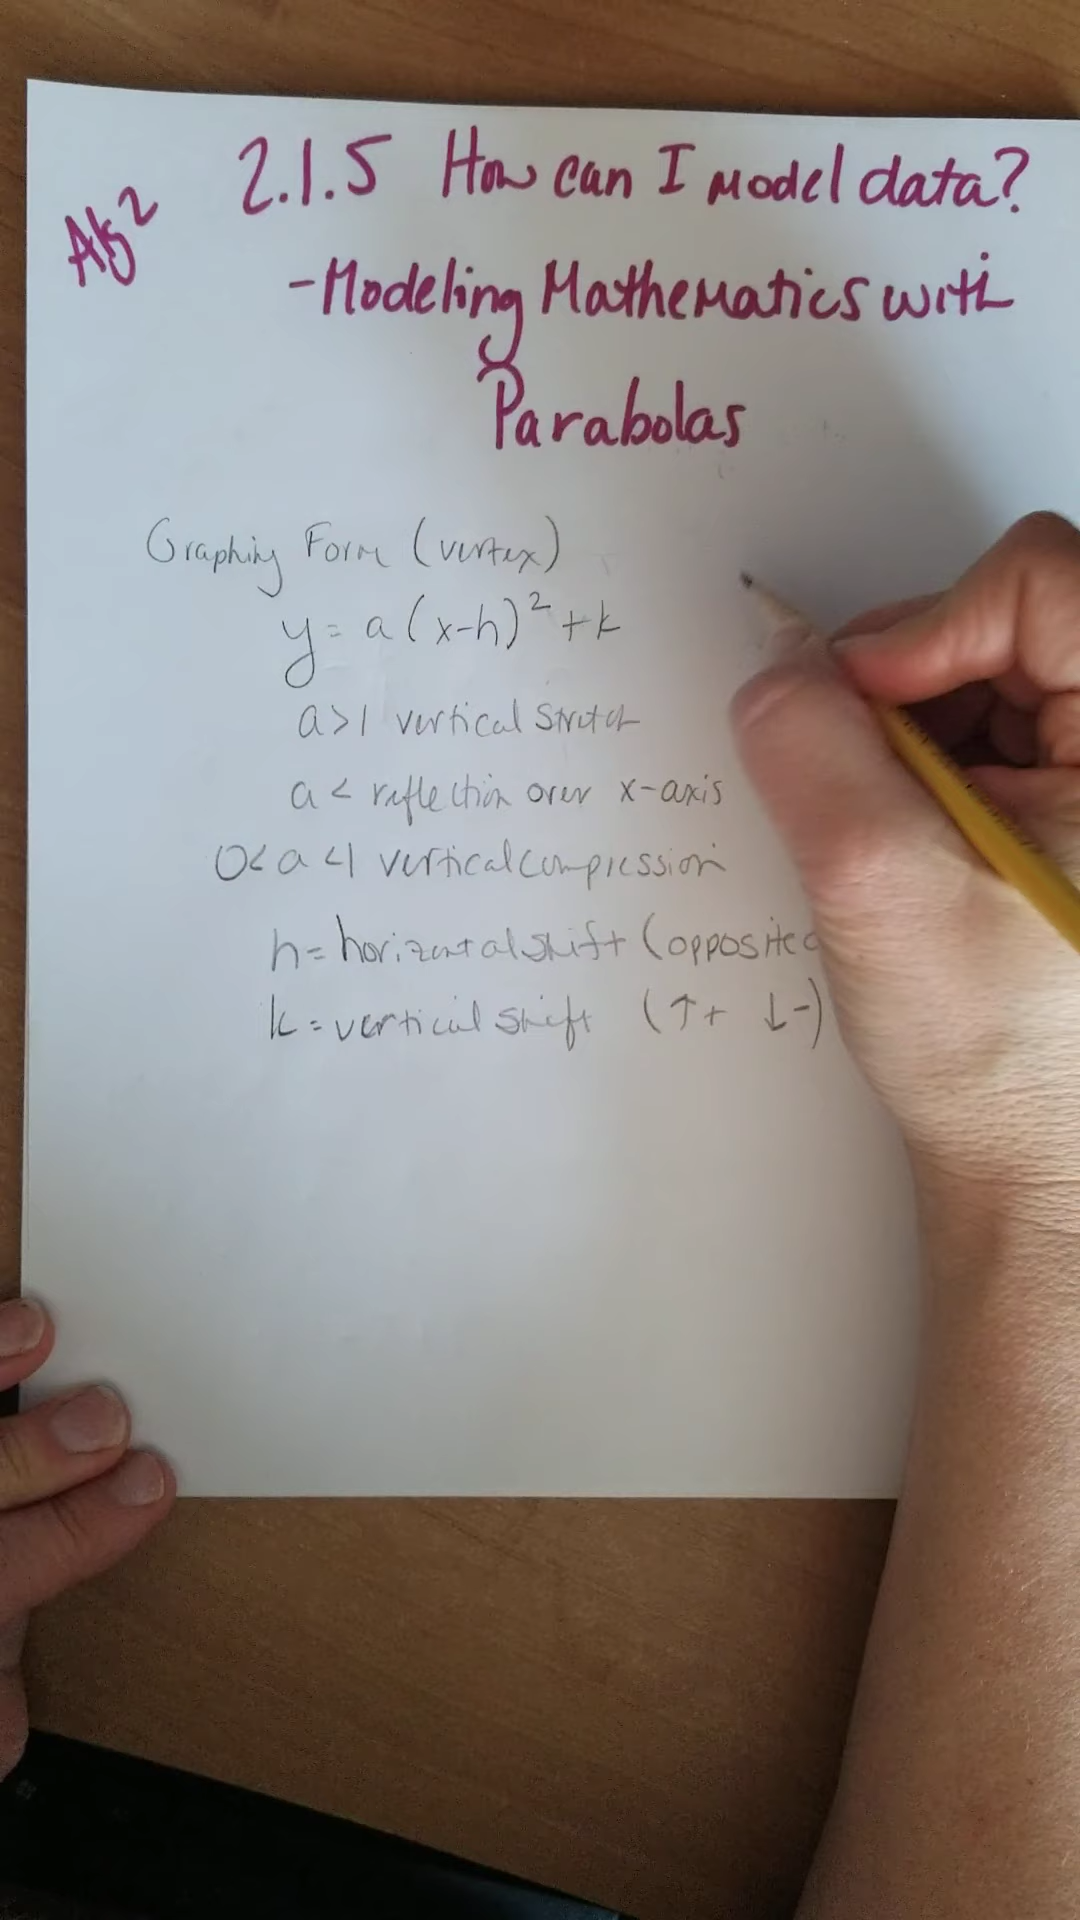 2.1.5 How can I model data?
Alg 2
-Modeling Mathematics with
Parabolas
Graphing Form (vertex)
y = a(x-h)² + k
a>1 vertical stretch
a< reflection over x-axis
0<a<1 vertical compression
h = horizontal shift (opposite
k = vertical shift (↑+ ↓-)